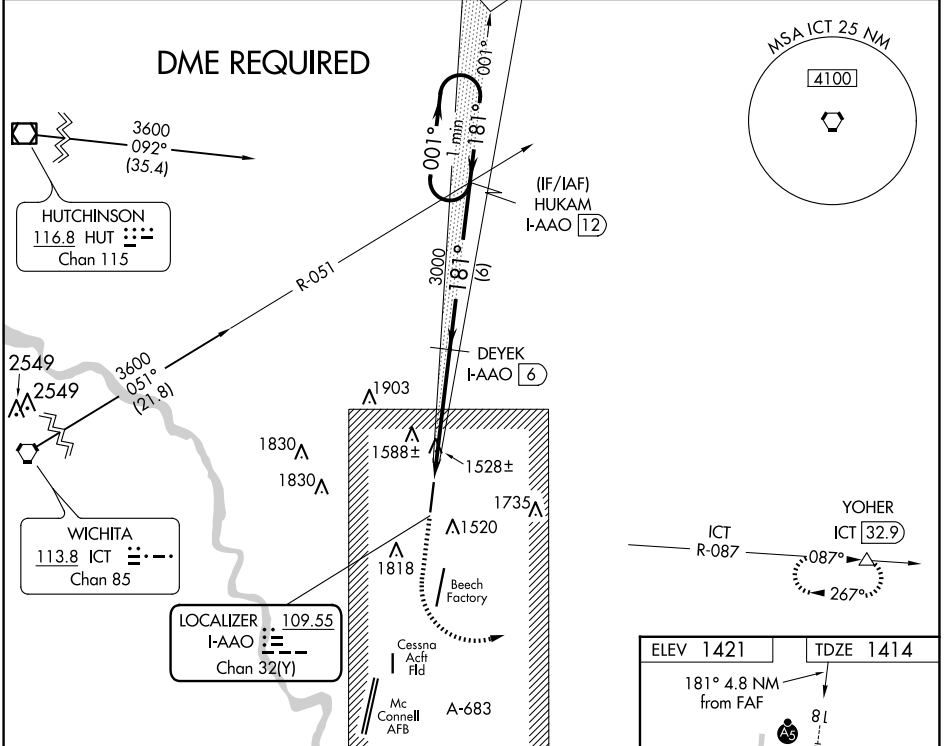 DME REQUIRED
MSA ICT 25 NM
4100
001°
001°
1 min
181°
3600
092°
(35.4)
HUTCHINSON
116.8 HUT
Chan 115
(IF/IAF)
HUKAM
I-AAO 12
R-051
3000
181°
(6)
DEYEK
I-AAO 6
2549
2549
3600
051°
(21.8)
1903
1830
1588±
1528±
1830
1735
WICHITA
113.8 ICT
Chan 85
1520
1818
Beech
Factory
YOHER
ICT 32.9
ICT
R-087
087°
267°
LOCALIZER 109.55
I-AAO
Chan 32(Y)
Cessna
Acft
Fld
Mc
Connell
AFB
A-683
ELEV 1421
TDZE 1414
181° 4.8 NM
from FAF
18
A5